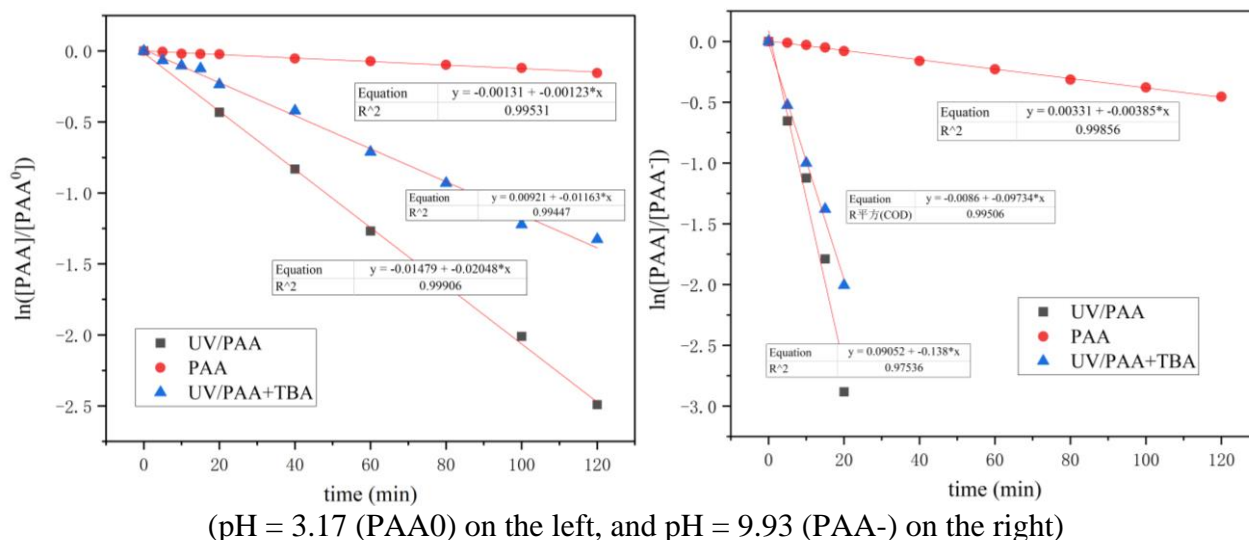 0.0
-0.5
-1.0
-1.5
-2.0
-2.5
ln([PAA]/[PAA⁰])
Equation y = -0.00131 + -0.00123*x
R^2 0.99531
Equation y = 0.00921 + -0.01163*x
R^2 0.99447
Equation y = -0.01479 + -0.02048*x
R^2 0.99906
UV/PAA
PAA
UV/PAA+TBA
0 20 40 60 80 100 120
time (min)
0.0
-0.5
-1.0
-1.5
-2.0
-2.5
-3.0
ln([PAA]/[PAA⁻])
Equation y = 0.00331 + -0.00385*x
R^2 0.99856
Equation y = -0.0086 + -0.09734*x
R平方(COD) 0.99506
Equation y = 0.09052 + -0.138*x
R^2 0.97536
UV/PAA
PAA
UV/PAA+TBA
0 20 40 60 80 100 120
time (min)
(pH = 3.17 (PAA0) on the left, and pH = 9.93 (PAA-) on the right)